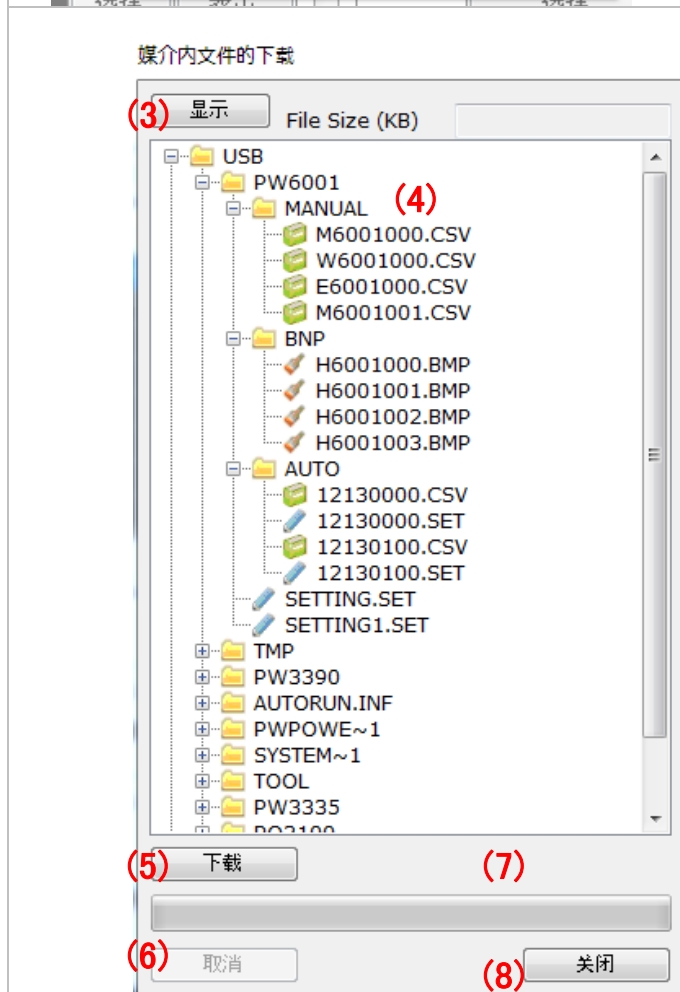 媒介内文件的下载
(3) 显示 File Size (KB)
USB
PW6001
MANUAL (4)
M6001000.CSV
W6001000.CSV
E6001000.CSV
M6001001.CSV
BNP
H6001000.BMP
H6001001.BMP
H6001002.BMP
H6001003.BMP
AUTO
12130000.CSV
12130000.SET
12130100.CSV
12130100.SET
SETTING.SET
SETTING1.SET
TMP
PW3390
AUTORUN.INF
PWPOWE~1
SYSTEM~1
TOOL
PW3335
(5) 下载 (7)
(6) 取消 (8) 关闭